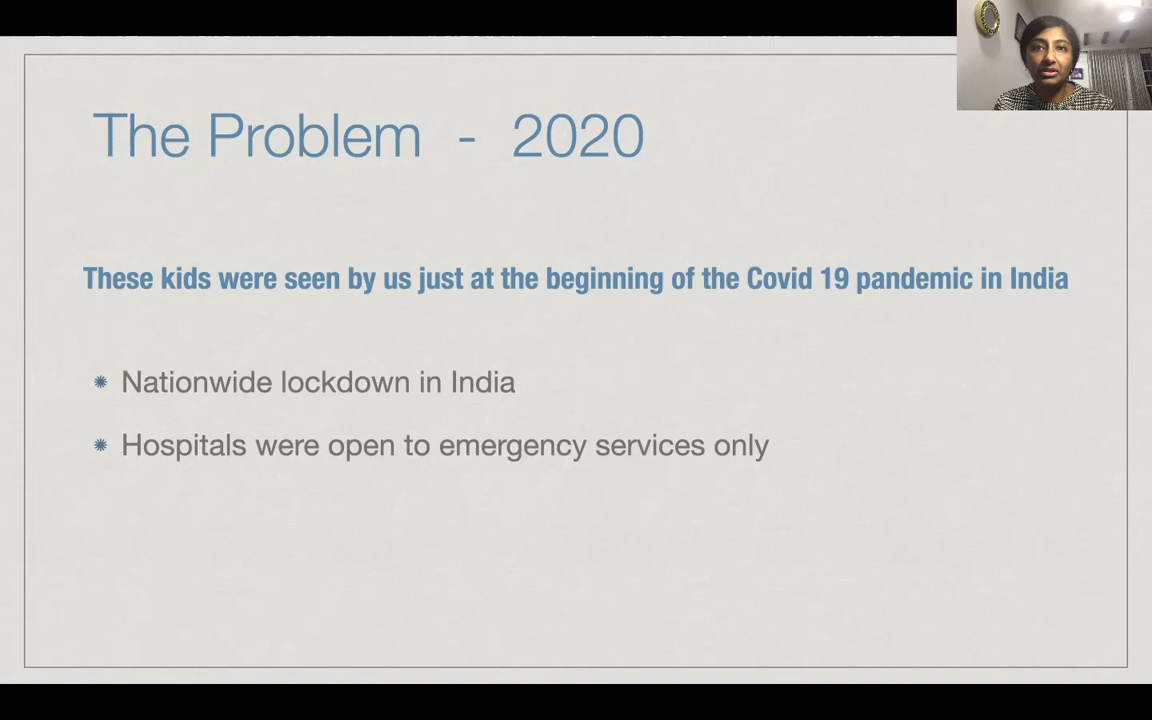 The Problem - 2020
These kids were seen by us just at the beginning of the Covid 19 pandemic in India
Nationwide lockdown in India
Hospitals were open to emergency services only